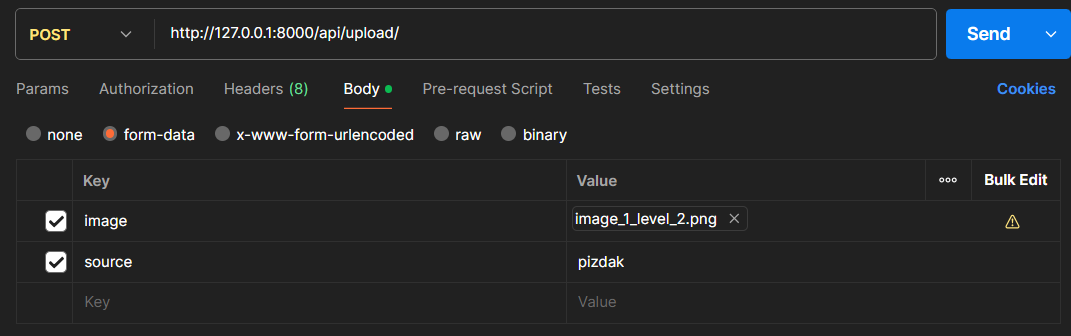 POST http://127.0.0.1:8000/api/upload/ Send
Params Authorization Headers (8) Body Pre-request Script Tests Settings Cookies
none form-data x-www-form-urlencoded raw binary
Key Value ooo Bulk Edit
image image_1_level_2.png ×
source pizdak
Key Value